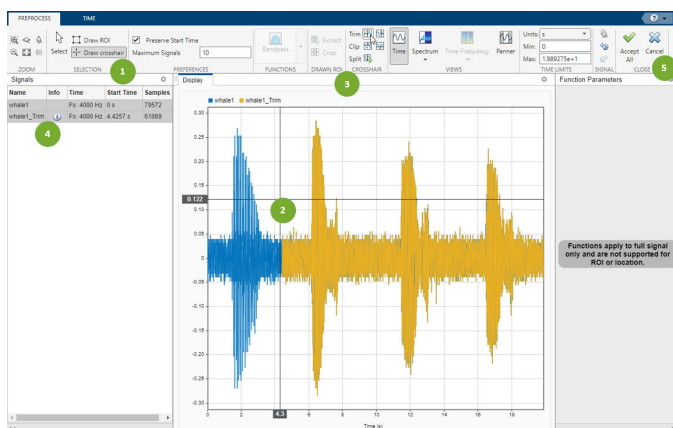 PREPROCESS TIME
?
Select
Draw ROI
Draw crosshair
Preserve Start Time
Maximum Signals 10
Bandpass
Extract
Crop
Trim
Clip
Split
Time
Spectrum
Time-Frequency
Panner
Units: s
Min: 0
Max: 1.989275e+1
Accept All
Cancel
ZOOM SELECTION PREFERENCES FUNCTIONS DRAWN ROI CROSSHAIR VIEWS TIME LIMITS SIGNAL CLOSE
1
3
5
Signals
Name Info Time Start Time Samples
whale1 Fs: 4000 Hz 0 s 79572
whale1_Trim Fs: 4000 Hz 4.4257 s 61869
4
Display
whale1 whale1_Trim
0.30
0.25
0.20
0.15
0.122
0.10
2
0.05
0
-0.05
-0.10
-0.15
-0.20
-0.25
-0.30
0 2 4.3 6 8 10 12 14 16 18
Time (s)
Function Parameters
Functions apply to full signal
only and are not supported for
ROI or location.